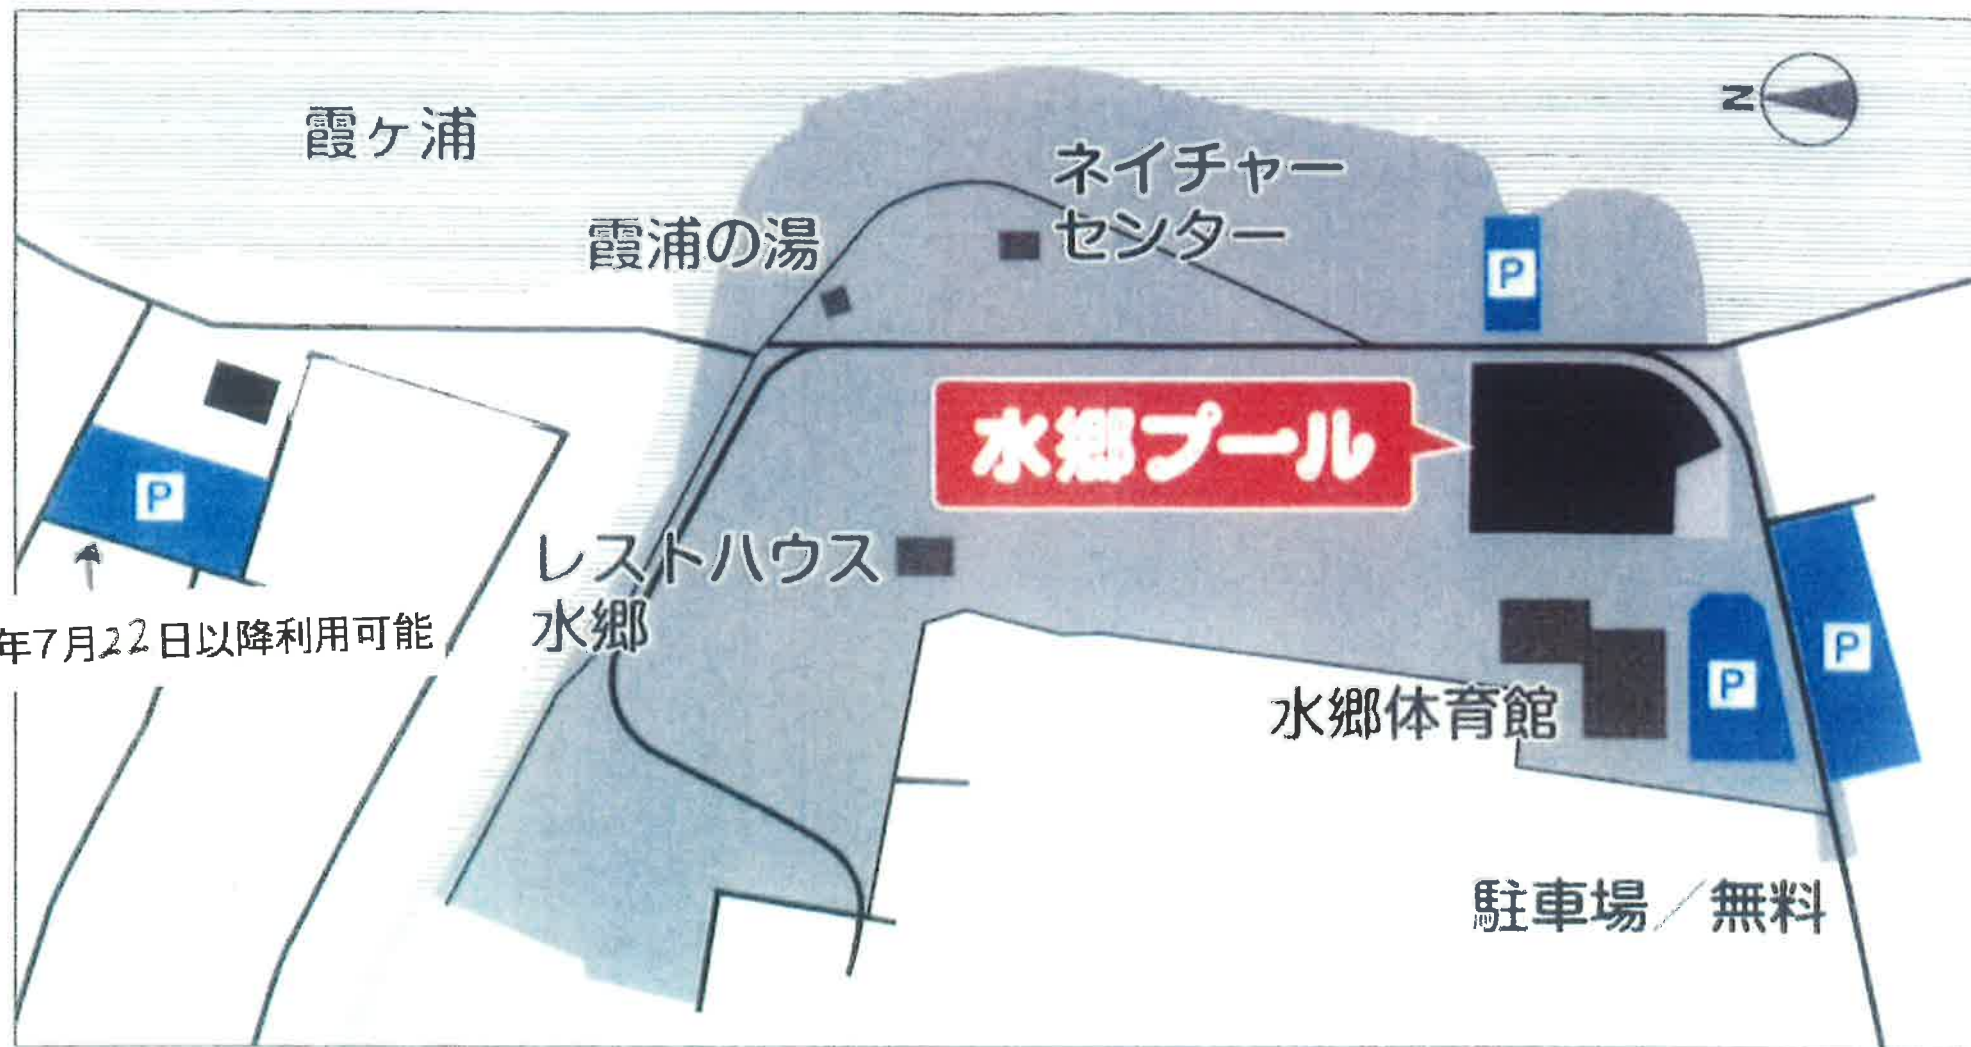 霞ヶ浦
N
霞浦の湯
ネイチャー
センター
P
水郷プール
P
レストハウス
水郷
年7月22日以降利用可能
P
P
水郷体育館
駐車場/無料